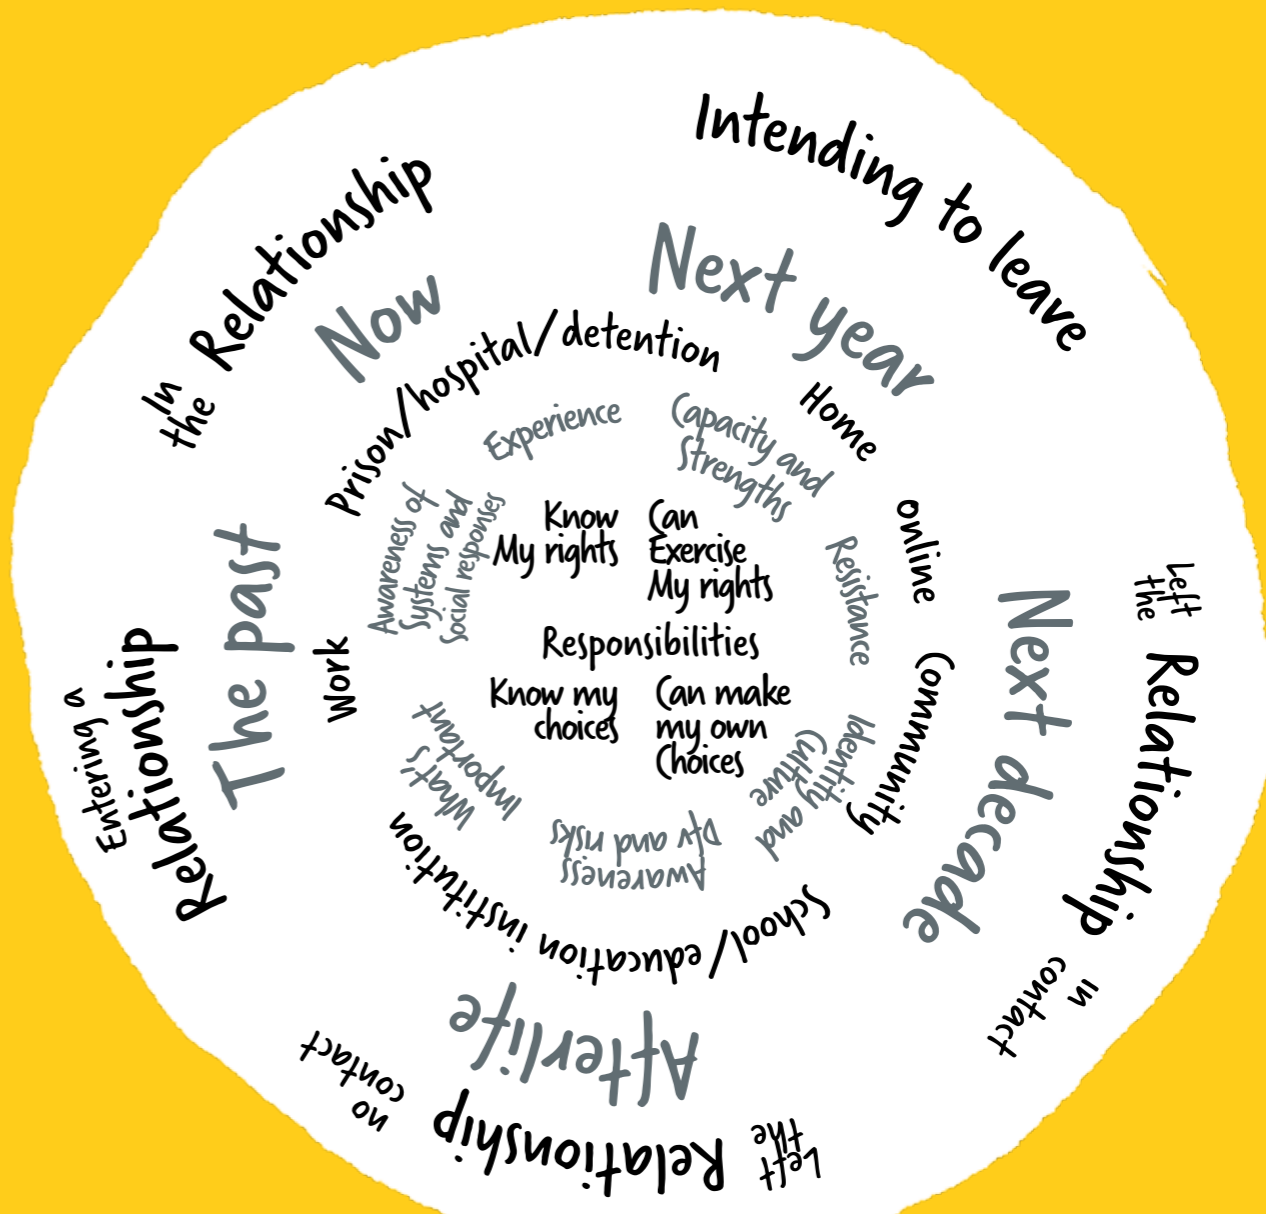 Intending to leave
In
the
Relationship
Now
Next year
Prison/hospital/detention
Home
Experience
Capacity and
Strengths
Awareness of
Systems and
Social responses
Know
My rights
Can
Exercise
My rights
Responsibilities
Know my
choices
Can make
my own
Choices
Resistance
online
Community
Identity and
Culture
Awareness
Dfv and risks
What's
Important
Work
School/education institution
The past
Next decade
Afterlife
Entering a
Relationship
Left
the
Relationship
in
contact
Left
the
Relationship
no
contact